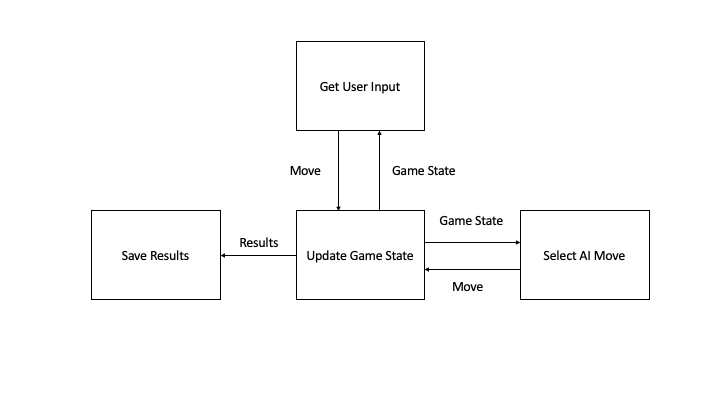 Get User Input
Move
Game State
Game State
Save Results
Results
Update Game State
Select AI Move
Move